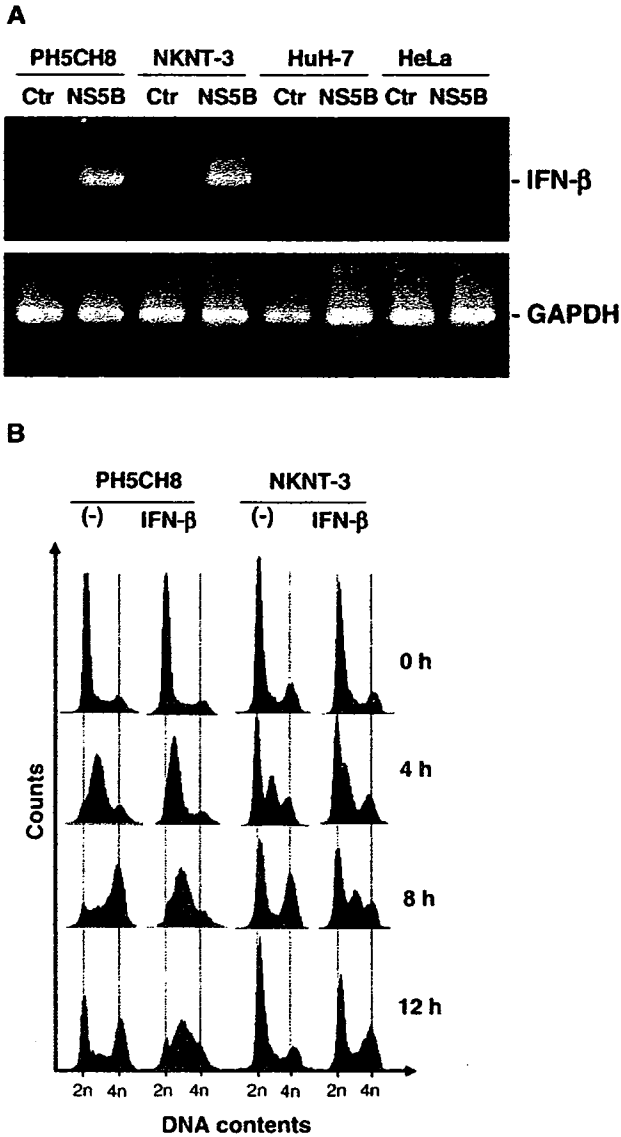 A
PH5CH8 NKNT-3 HuH-7 HeLa
Ctr NS5B Ctr NS5B Ctr NS5B Ctr NS5B
- IFN-β
- GAPDH
B
PH5CH8 NKNT-3
(-) IFN-β (-) IFN-β
0 h
4 h
8 h
12 h
Counts
2n 4n 2n 4n 2n 4n 2n 4n
DNA contents